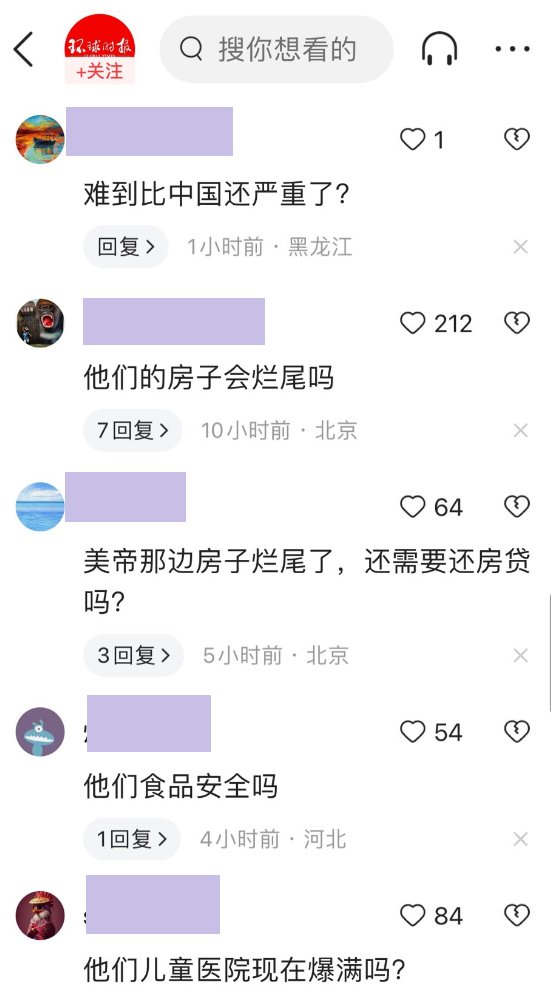 环球时报
+关注
搜你想看的
1
难到比中国还严重了?
回复
1小时前·黑龙江
212
他们的房子会烂尾吗
7回复
10小时前·北京
64
美帝那边房子烂尾了，还需要还房贷
吗?
3回复
5小时前·北京
54
他们食品安全吗
1回复
4小时前·河北
84
他们儿童医院现在爆满吗?